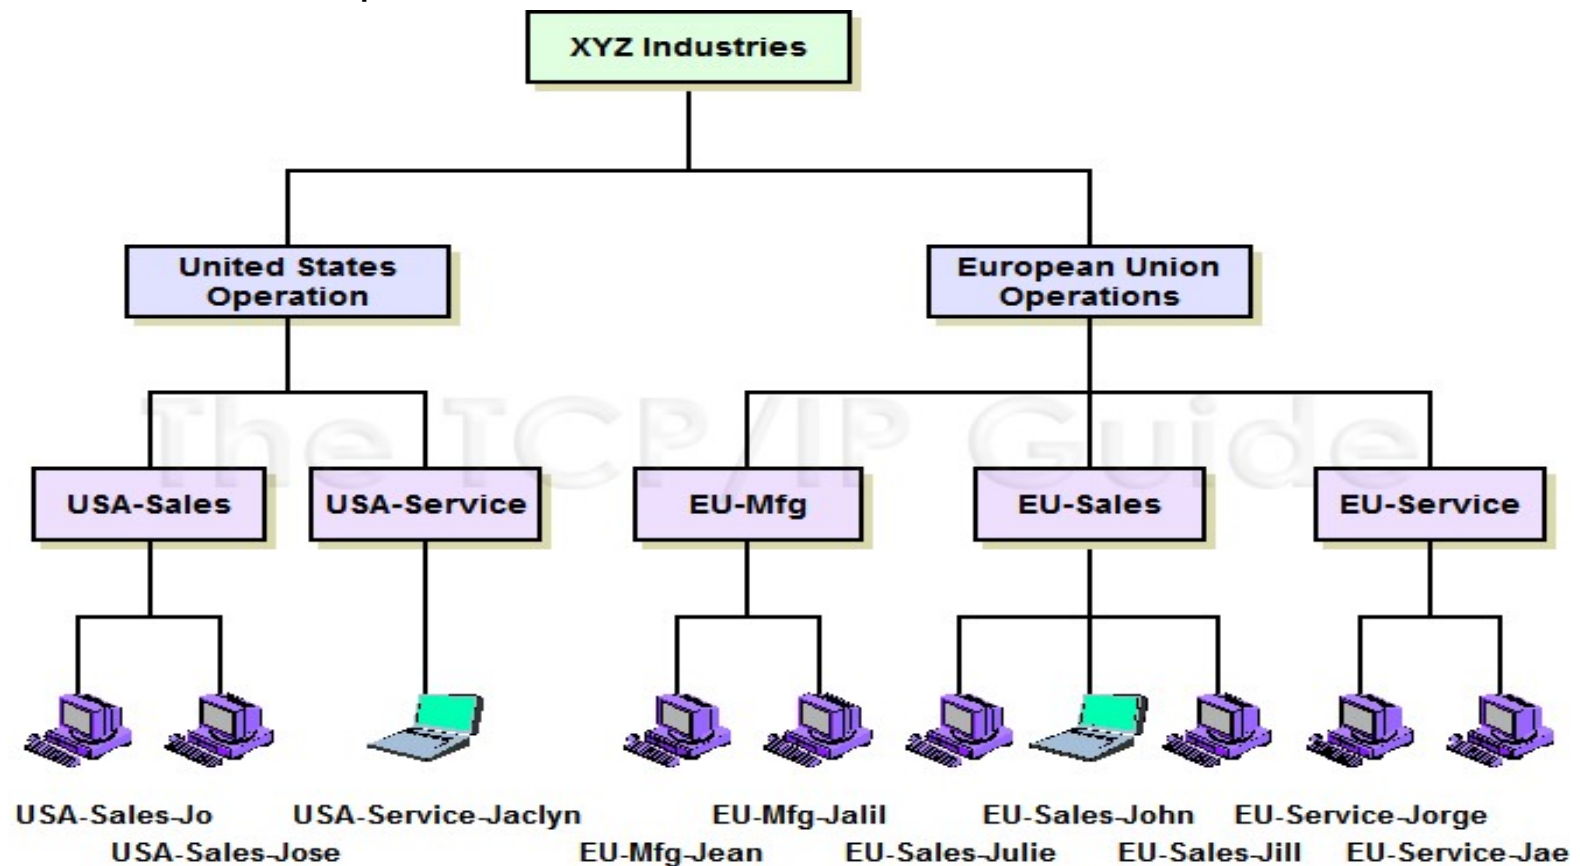 XYZ Industries
United States
Operation
European Union
Operations
The TCP/IP Guide
USA-Sales
USA-Service
EU-Mfg
EU-Sales
EU-Service
USA-Sales-Jo
USA-Service-Jaclyn
EU-Mfg-Jalil
EU-Sales-John
EU-Service-Jorge
USA-Sales-Jose
EU-Mfg-Jean
EU-Sales-Julie
EU-Sales-Jill
EU-Service-Jae